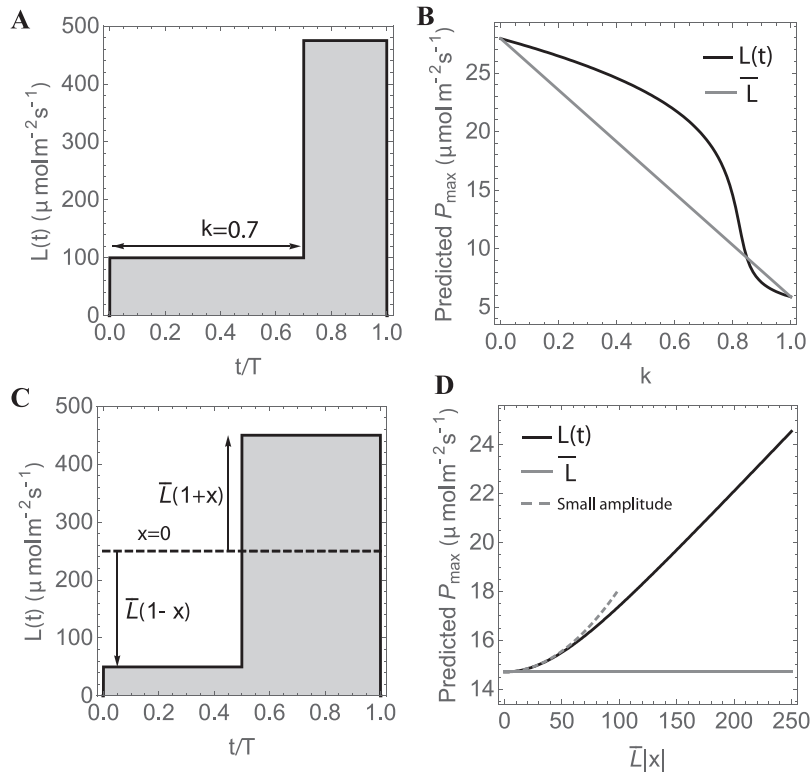 A
L(t) (μ molm⁻²s⁻¹)
500
400
300
200
100
0
k=0.7
0.0 0.2 0.4 0.6 0.8 1.0
t/T
B
Predicted Pmax (μmolm⁻²s⁻¹)
25
20
15
10
5
L(t)
L̅
0.0 0.2 0.4 0.6 0.8 1.0
k
C
L(t) (μ molm⁻²s⁻¹)
500
400
300
200
100
0
L̅(1+x)
x=0
L̅(1- x)
0.0 0.2 0.4 0.6 0.8 1.0
t/T
D
Predicted Pmax (μmolm⁻²s⁻¹)
24
22
20
18
16
14
L(t)
L̅
Small amplitude
0 50 100 150 200 250
L̅|x|